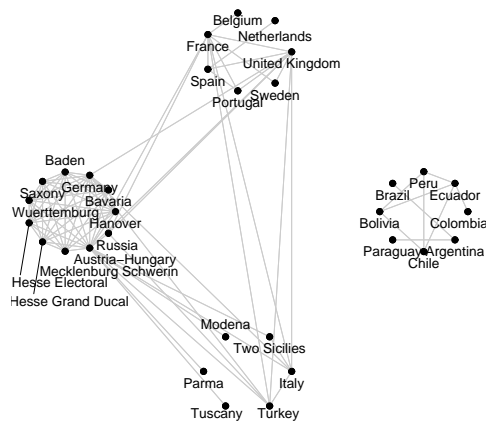 Belgium
Netherlands
France
United Kingdom
Spain
Sweden
Portugal
Baden
Germany
Saxony
Bavaria
Wuerttemburg
Hanover
Russia
Austria−Hungary
Mecklenburg Schwerin
Hesse Electoral
Hesse Grand Ducal
Peru
Brazil
Ecuador
Bolivia
Colombia
Paraguay
Argentina
Chile
Modena
Two Sicilies
Parma
Italy
Tuscany
Turkey